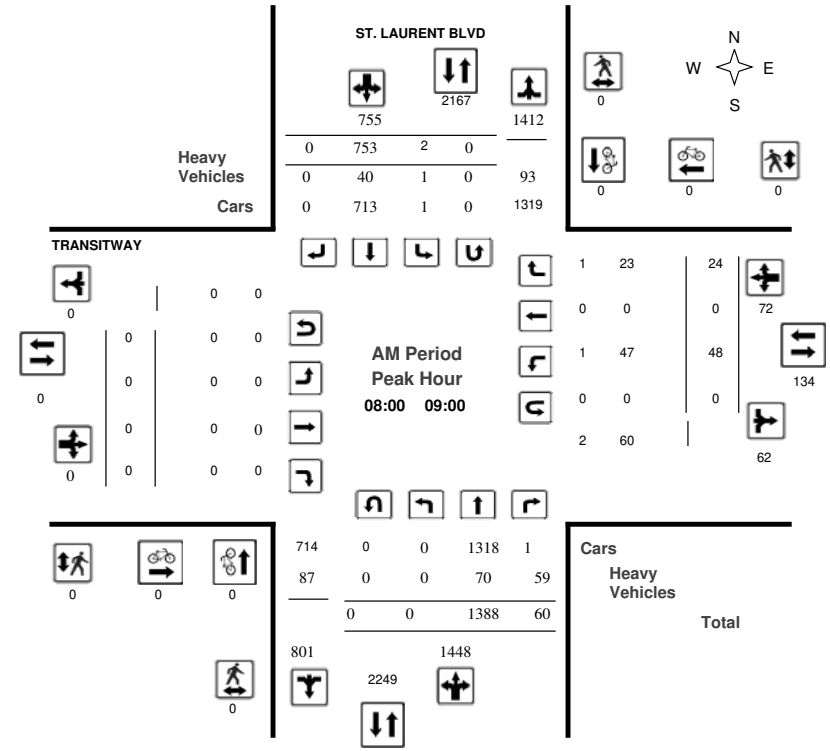 ST. LAURENT BLVD
N
W E
S
0
2167
755 1412
0 753 2 0
Heavy
Vehicles 0 40 1 0 93
Cars 0 713 1 0 1319
0 0 0
TRANSITWAY
0
0 0
1 23 24
0 0 0 72
0 0 0
0
0 0 0
1 47 48
134
0 0 0
62
2 60
0 0 0
0 0 0
0
AM Period
Peak Hour
08:00 09:00
714 0 0 1318 1 Cars
87 0 0 70 59 Heavy
Vehicles
0 0 1388 60 Total
0 0 0
801 1448
2249
0